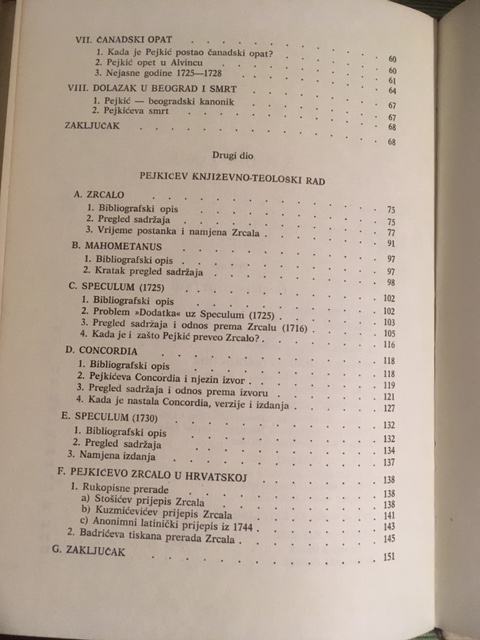 VII. ČANADSKI OPAT . . . . . . . . . . 60
1. Kada je Pejkić postao čanadski opat? . . . . . 60
2. Pejkić opet u Alvincu . . . . . . . . 61
3. Nejasne godine 1725—1728 . . . . . . . 64
VIII. DOLAZAK U BEOGRAD I SMRT . . . . . . . 67
1. Pejkić — beogradski kanonik . . . . . . . 67
2. Pejkićeva smrt . . . . . . . . . . 68
ZAKLJUČAK . . . . . . . . . . . . 68
Drugi dio
PEJKIĆEV KNJIŽEVNO-TEOLOŠKI RAD
A. ZRCALO . . . . . . . . . . . . 75
1. Bibliografski opis . . . . . . . . . 75
2. Pregled sadržaja . . . . . . . . . . 77
3. Vrijeme postanka i namjena Zrcala . . . . . . 91
B. MAHOMETANUS . . . . . . . . . . 97
1. Bibliografski opis . . . . . . . . . 97
2. Kratak pregled sadržaja . . . . . . . . 98
C. SPECULUM (1725) . . . . . . . . . . 102
1. Bibliografski opis . . . . . . . . . 102
2. Problem »Dodatka« uz Speculum (1725) . . . . . 103
3. Pregled sadržaja i odnos prema Zrcalu (1716) . . . . 105
4. Kada je i zašto Pejkić preveo Zrcalo? . . . . . . 116
D. CONCORDIA . . . . . . . . . . . 118
1. Bibliografski opis . . . . . . . . . 118
2. Pejkićeva Concordia i njezin izvor . . . . . . 119
3. Pregled sadržaja i odnos prema izvoru . . . . . 121
4. Kada je nastala Concordia, verzije i izdanja . . . . 127
E. SPECULUM (1730) . . . . . . . . . . 132
1. Bibliografski opis . . . . . . . . . 132
2. Pregled sadržaja . . . . . . . . . . 134
3. Namjena izdanja . . . . . . . . . . 137
F. PEJKIĆEVO ZRCALO U HRVATSKOJ . . . . . . 138
1. Rukopisne prerade . . . . . . . . . 138
a) Stošićev prijepis Zrcala . . . . . . . . 138
b) Kuzmićevićev prijepis Zrcala . . . . . . . 141
c) Anonimni latinički prijepis iz 1744 . . . . . . 143
2. Badrićeva tiskana prerada Zrcala . . . . . . . 145
G. ZAKLJUČAK . . . . . . . . . . . 151